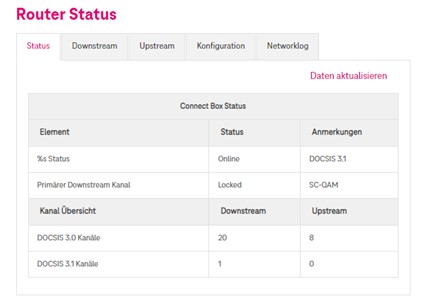 Router Status
Status Downstream Upstream Konfiguration Networklog
Daten aktualisieren
Connect Box Status
Element Status Anmerkungen
%s Status Online DOCSIS 3.1
Primärer Downstream Kanal Locked SC-QAM
Kanal Übersicht Downstream Upstream
DOCSIS 3.0 Kanäle 20 8
DOCSIS 3.1 Kanäle 1 0